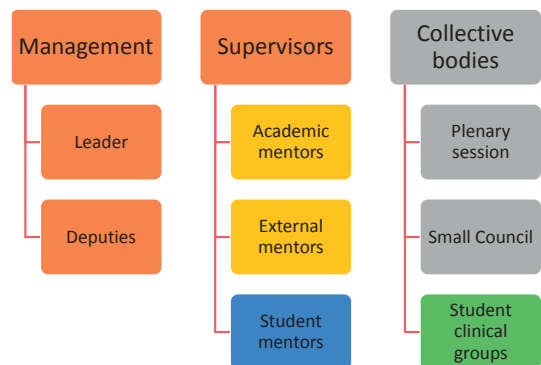 Management
Leader
Deputies
Supervisors
Academic
mentors
External
mentors
Student
mentors
Collective
bodies
Plenary
session
Small Council
Student
clinical
groups